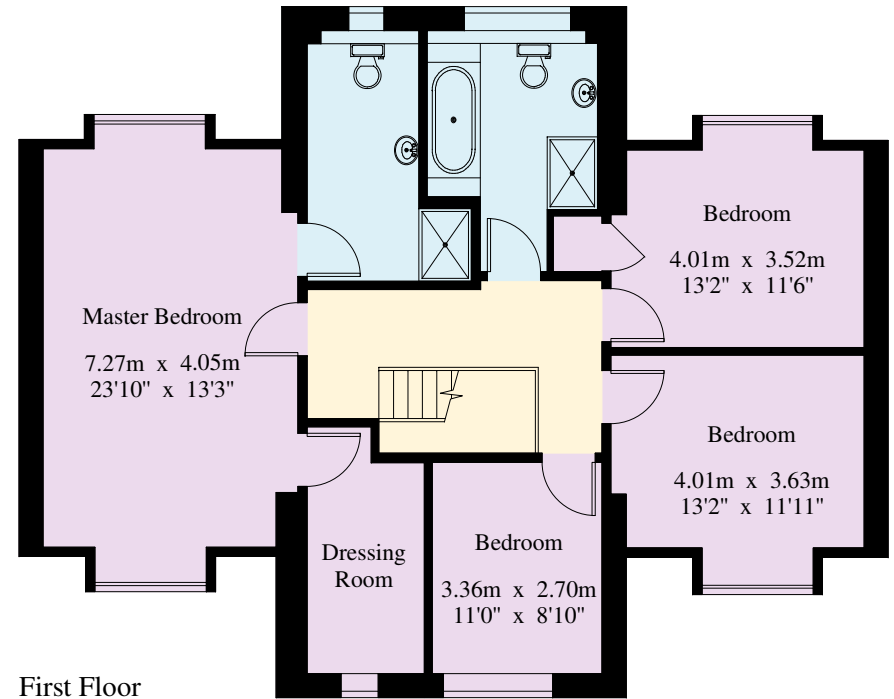 Bedroom
4.01m x 3.52m
13'2" x 11'6"
Master Bedroom
7.27m x 4.05m
23'10" x 13'3"
Bedroom
4.01m x 3.63m
13'2" x 11'11"
Dressing
Room
Bedroom
3.36m x 2.70m
11'0" x 8'10"
First Floor